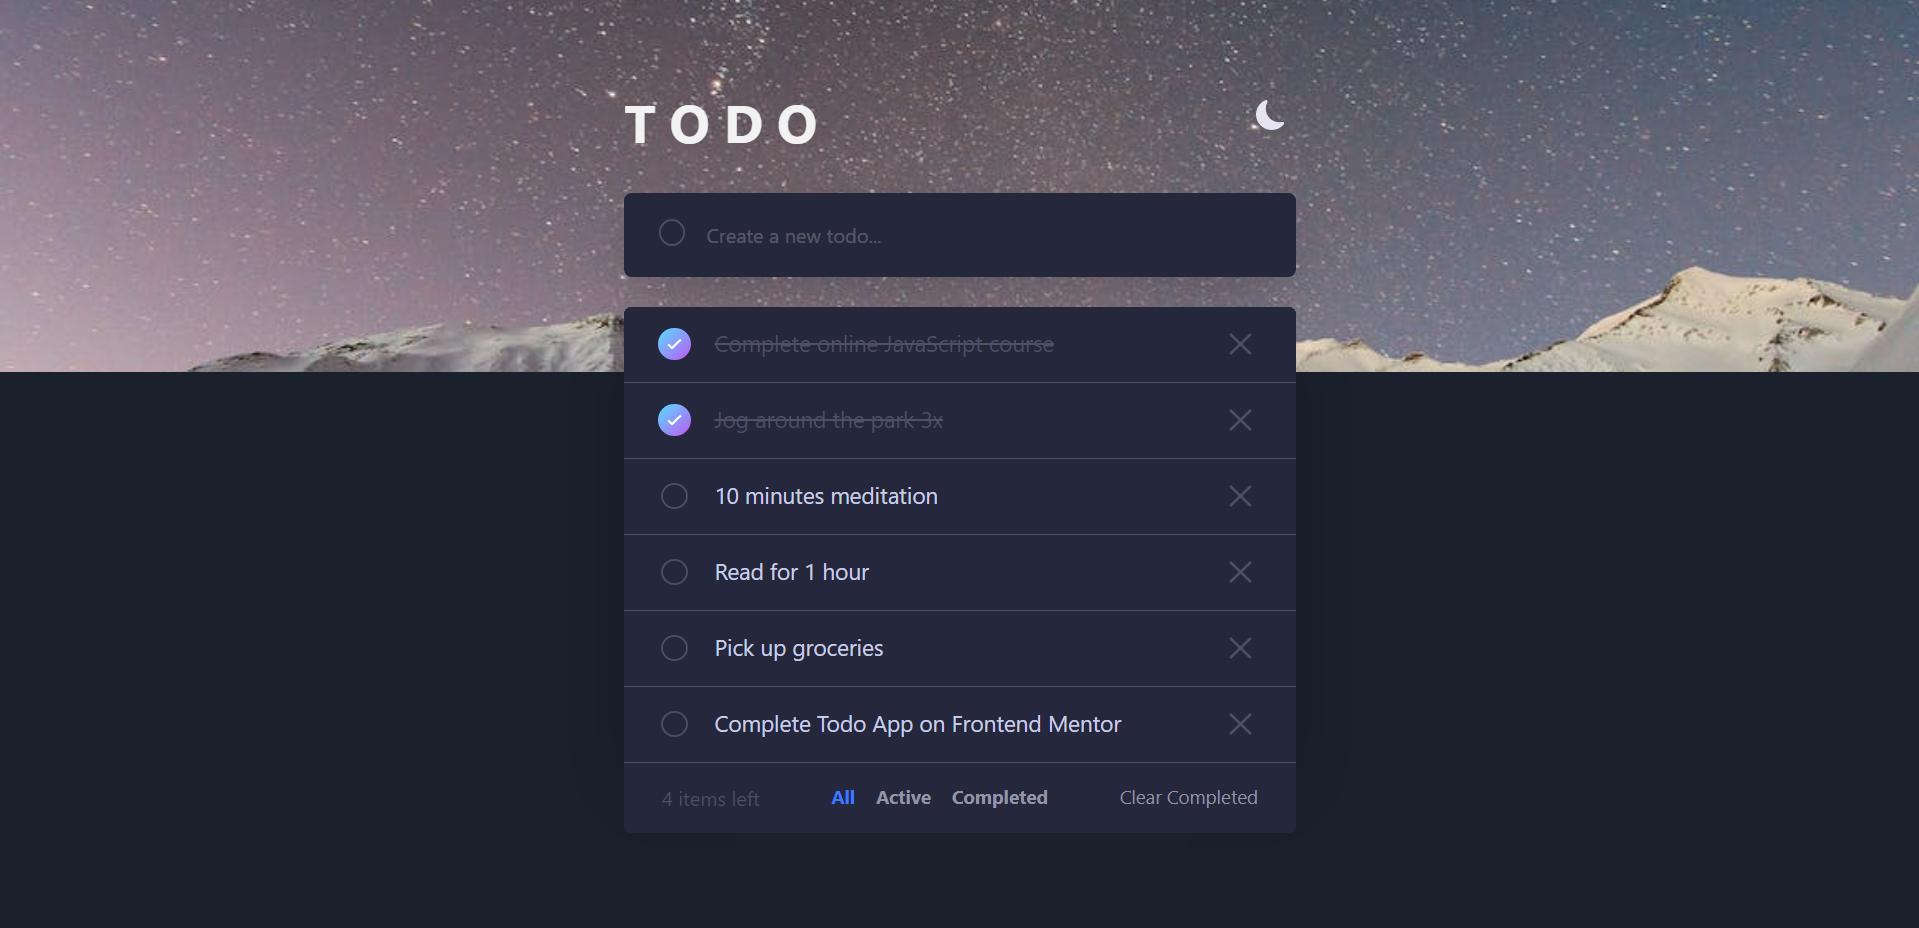 TODO
Create a new todo...
Complete online JavaScript course
Jog around the park 3x
10 minutes meditation
Read for 1 hour
Pick up groceries
Complete Todo App on Frontend Mentor
4 items left All Active Completed Clear Completed